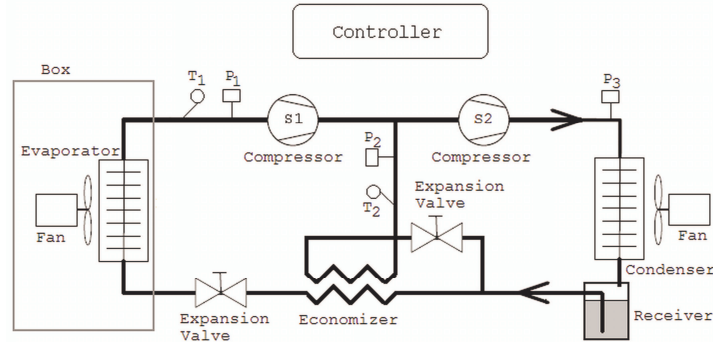 Controller
Box
T1
P1
P3
S1
S2
P2
Compressor
Compressor
Evaporator
Expansion
Valve
T2
Fan
Fan
Condenser
Expansion
Valve
Economizer
Receiver